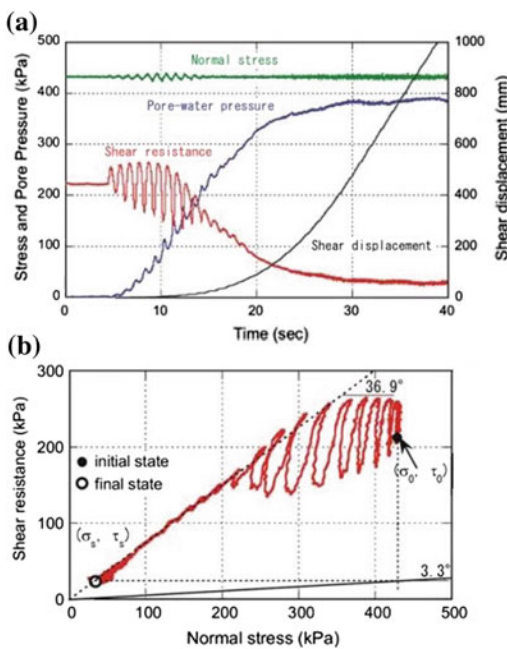 (a)
500
400
300
200
100
0
Stress and Pore Pressure (kPa)
Normal stress
Pore-water pressure
Shear resistance
Shear displacement
1000
800
600
400
200
0
Shear displacement (mm)
0 10 20 30 40
Time (sec)
(b)
300
200
100
0
Shear resistance (kPa)
36.9°
● initial state
○ final state
(σ₀, τ₀)
(σₛ, τₛ)
3.3°
0 100 200 300 400 500
Normal stress (kPa)